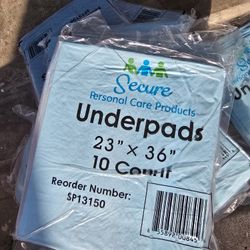 Secure
Personal Care Products
Underpads
23" x 36"
10 Count
Reorder Number:
SP13150